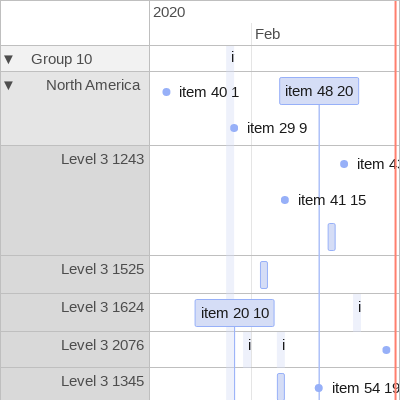 2020
Feb
▼ Group 10 i
▼ North America item 40 1 item 48 20
item 29 9
Level 3 1243 item 43
item 41 15
Level 3 1525
Level 3 1624 item 20 10 i
Level 3 2076 i i
Level 3 1345 item 54 19